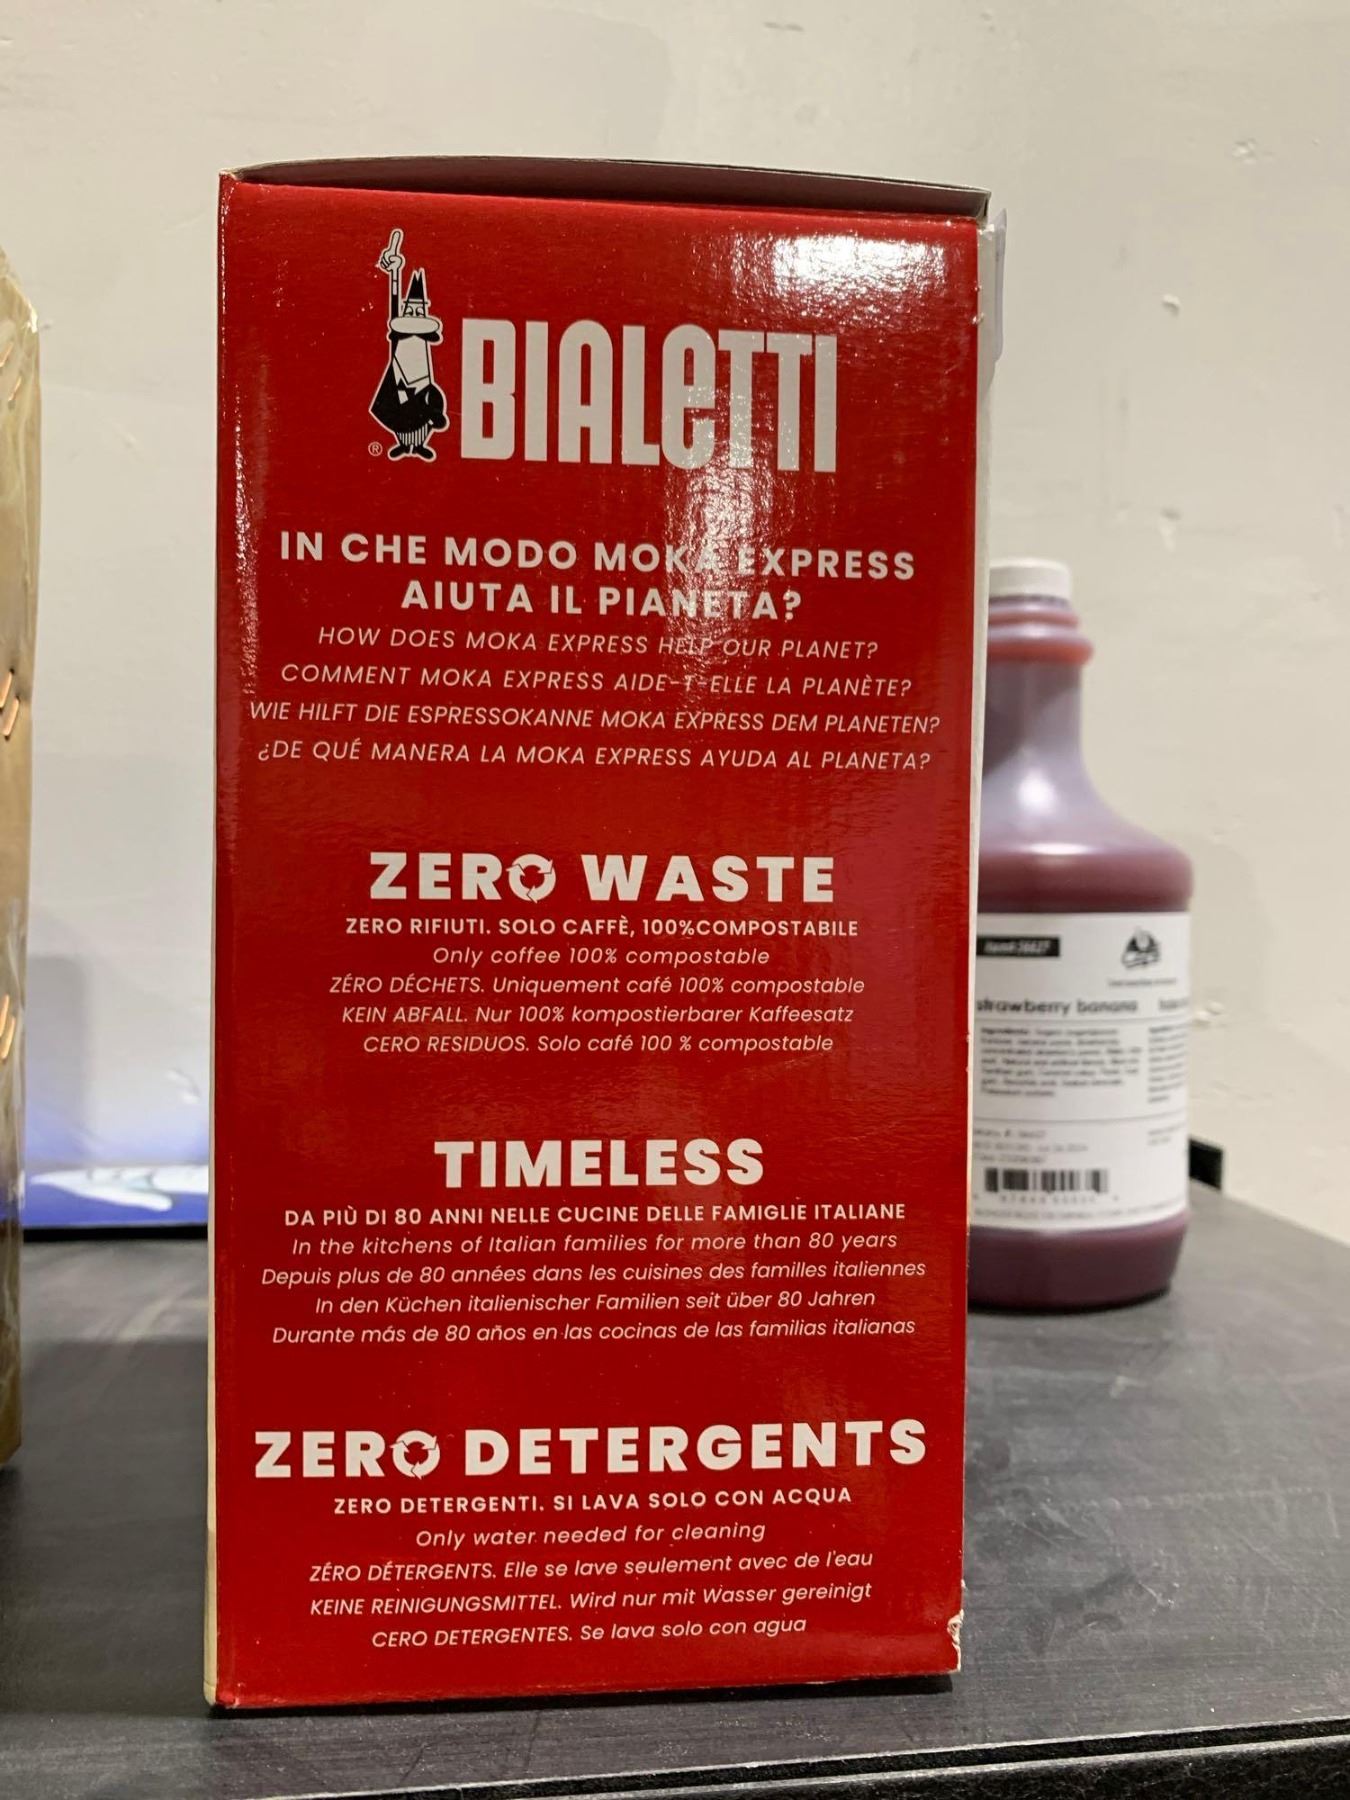 BIALETTI
®
IN CHE MODO MOKA EXPRESS
AIUTA IL PIANETA?
HOW DOES MOKA EXPRESS HELP OUR PLANET?
COMMENT MOKA EXPRESS AIDE-T-ELLE LA PLANÈTE?
WIE HILFT DIE ESPRESSOKANNE MOKA EXPRESS DEM PLANETEN?
¿DE QUÉ MANERA LA MOKA EXPRESS AYUDA AL PLANETA?
ZERO WASTE
ZERO RIFIUTI. SOLO CAFFÈ, 100%COMPOSTABILE
Only coffee 100% compostable
ZÉRO DÉCHETS. Uniquement café 100% compostable
KEIN ABFALL. Nur 100% kompostierbarer Kaffeesatz
CERO RESIDUOS. Solo café 100 % compostable
TIMELESS
DA PIÙ DI 80 ANNI NELLE CUCINE DELLE FAMIGLIE ITALIANE
In the kitchens of Italian families for more than 80 years
Depuis plus de 80 années dans les cuisines des familles italiennes
In den Küchen italienischer Familien seit über 80 Jahren
Durante más de 80 años en las cocinas de las familias italianas
ZERO DETERGENTS
ZERO DETERGENTI. SI LAVA SOLO CON ACQUA
Only water needed for cleaning
ZÉRO DÉTERGENTS. Elle se lave seulement avec de l'eau
KEINE REINIGUNGSMITTEL. Wird nur mit Wasser gereinigt
CERO DETERGENTES. Se lava solo con agua
strawberry banana